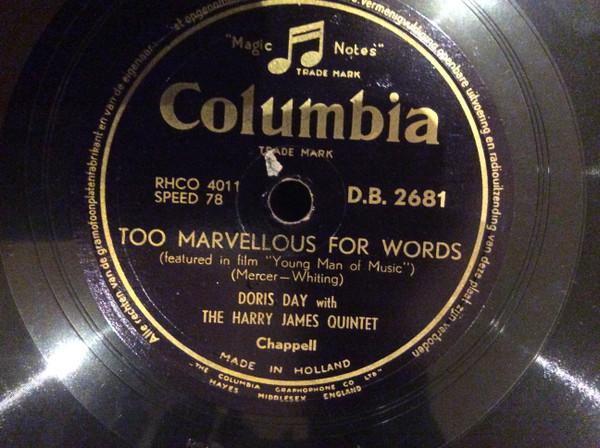 "Magic Notes"
TRADE MARK
Columbia
TRADE MARK
RHCO 4011
SPEED 78
D.B. 2681
TOO MARVELLOUS FOR WORDS
(featured in film "Young Man of Music")
(Mercer—Whiting)
DORIS DAY with
THE HARRY JAMES QUINTET
Chappell
MADE IN HOLLAND
THE COLUMBIA GRAPHOPHONE CO LTD
HAYES MIDDLESEX ENGLAND
Alle rechten van de gramofoonplatenfabrikant en van de eigenaar
vermenigvuldiging openbare uitvoering en radiouitzending van deze plaat zijn verboden